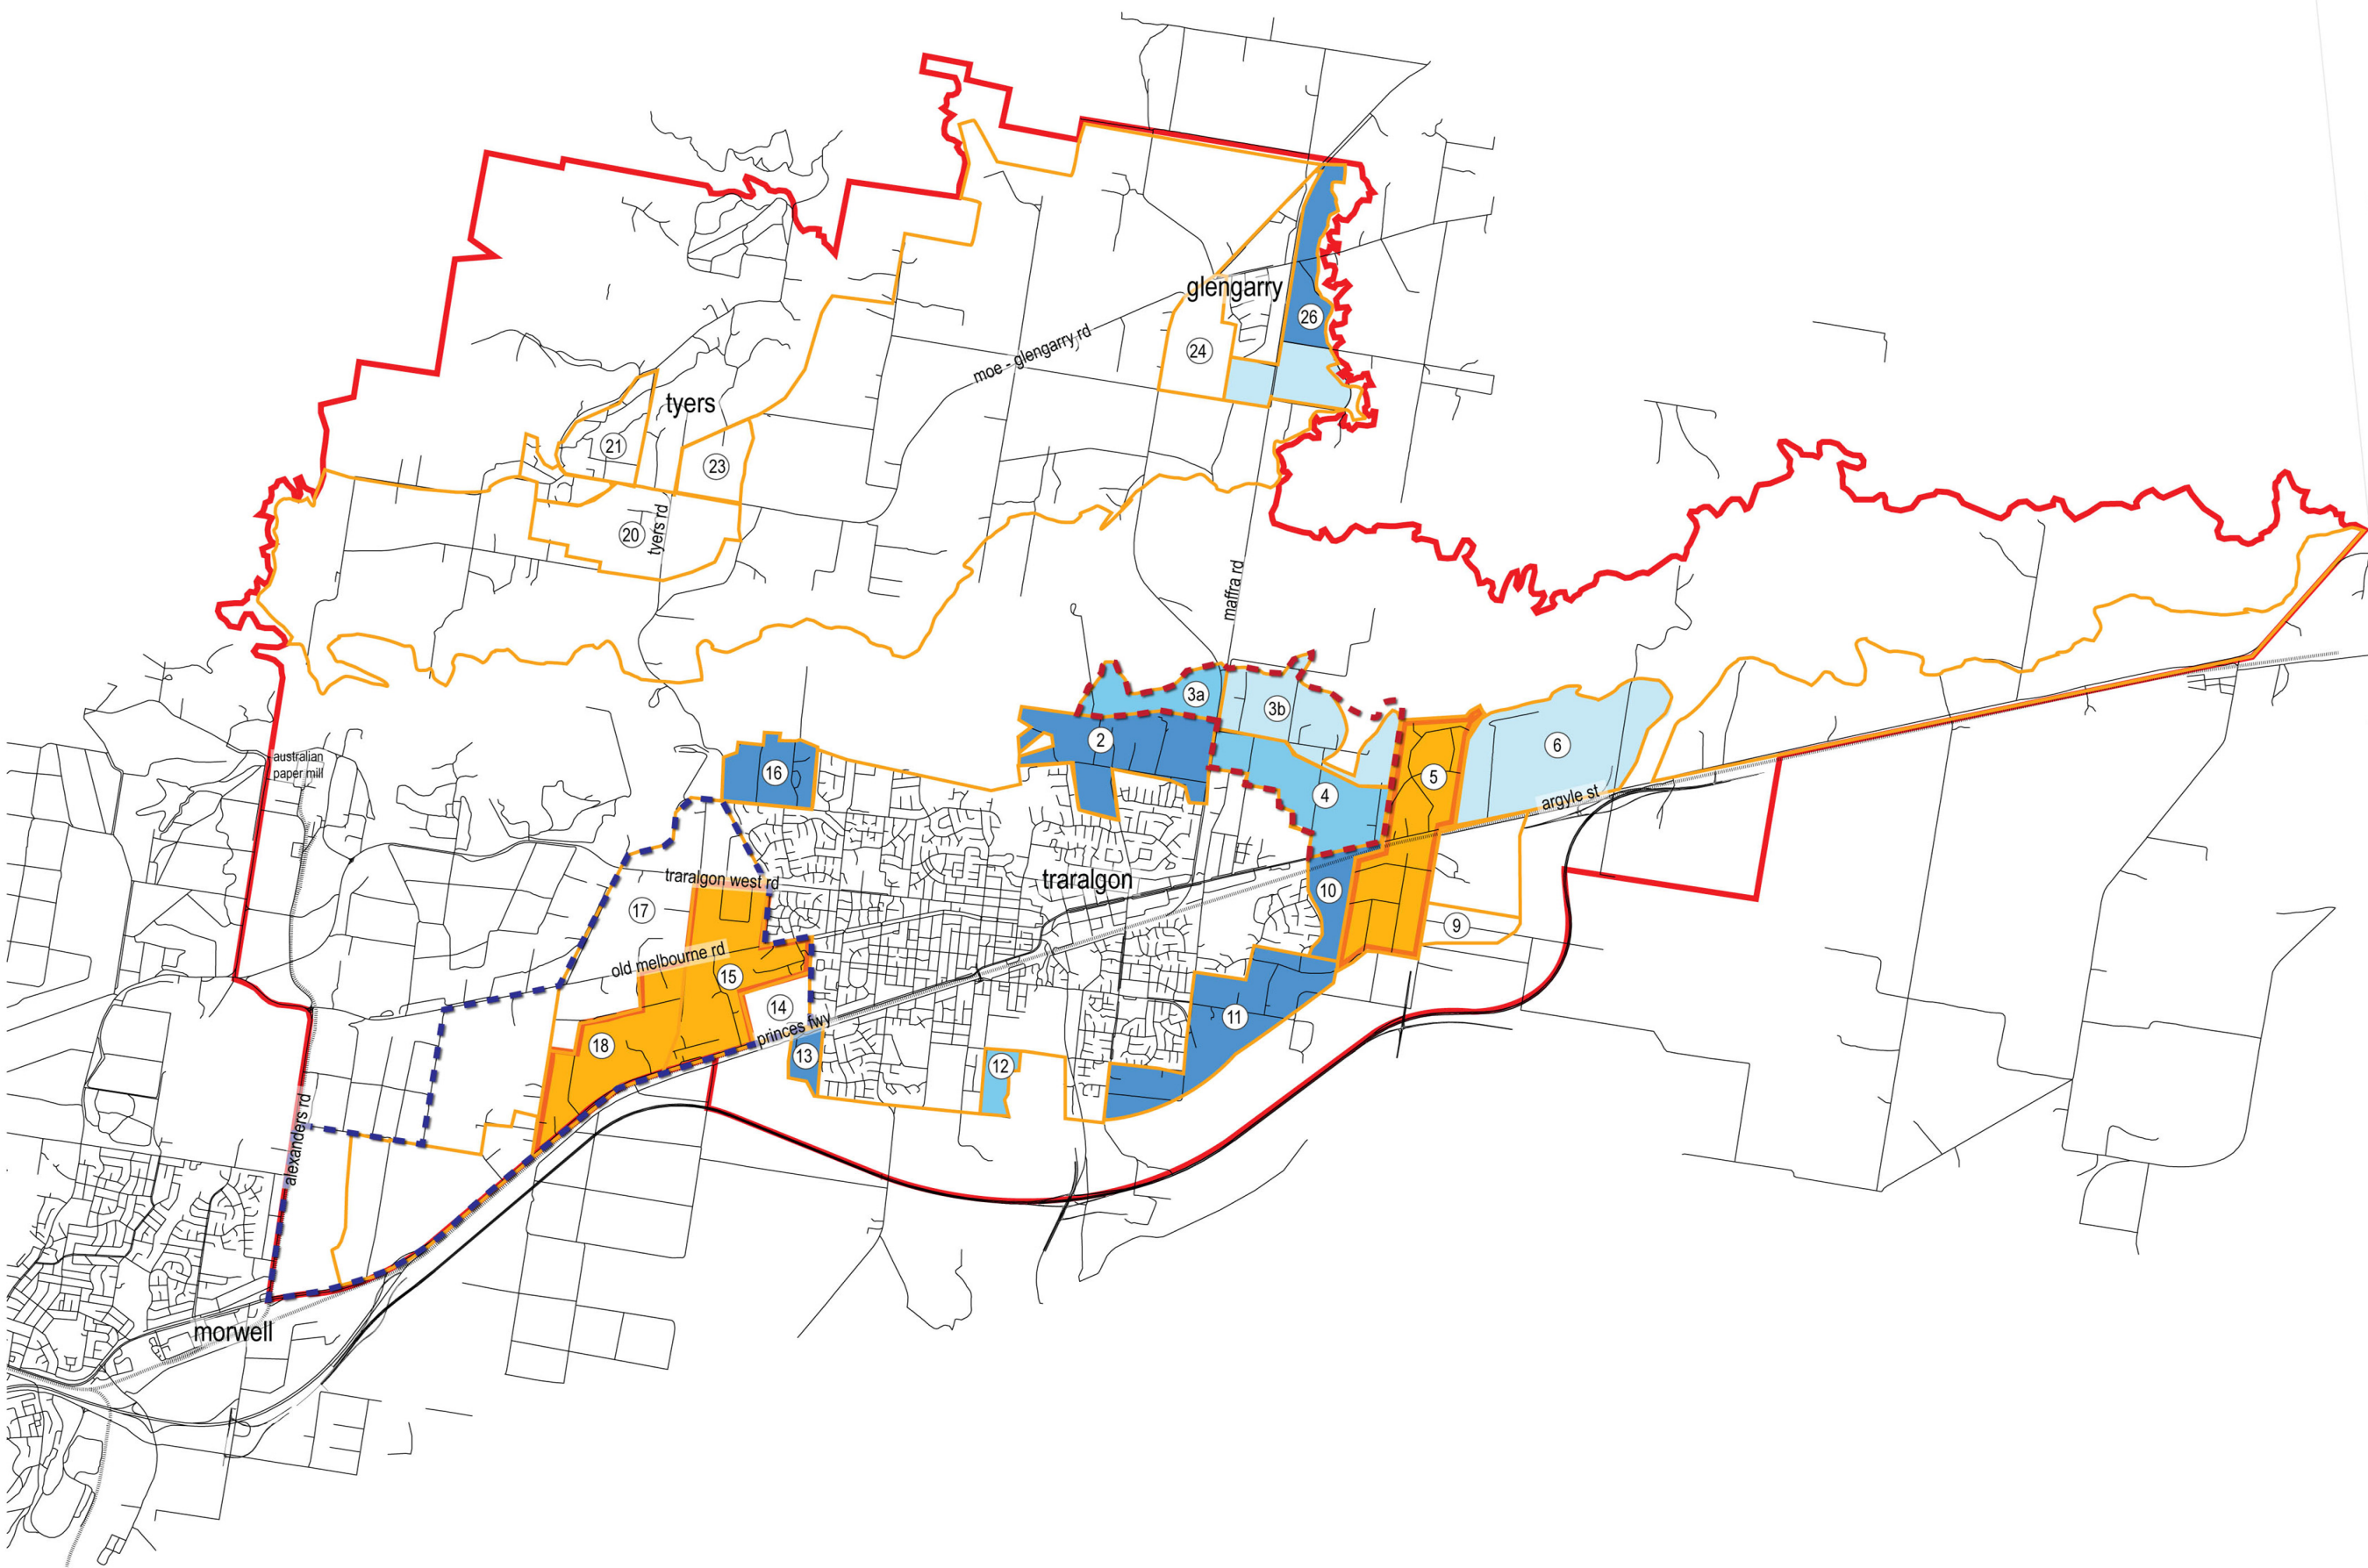 glengarry
26
24
moe - glengarry rd
tyers
21
23
20
tyers rd
maffra rd
3a
3b
2
6
16
5
4
australian
paper mill
argyle st
traralgon west rd
traralgon
10
17
9
old melbourne rd
15
14
11
princes fwy
18
13
12
alexanders rd
morwell